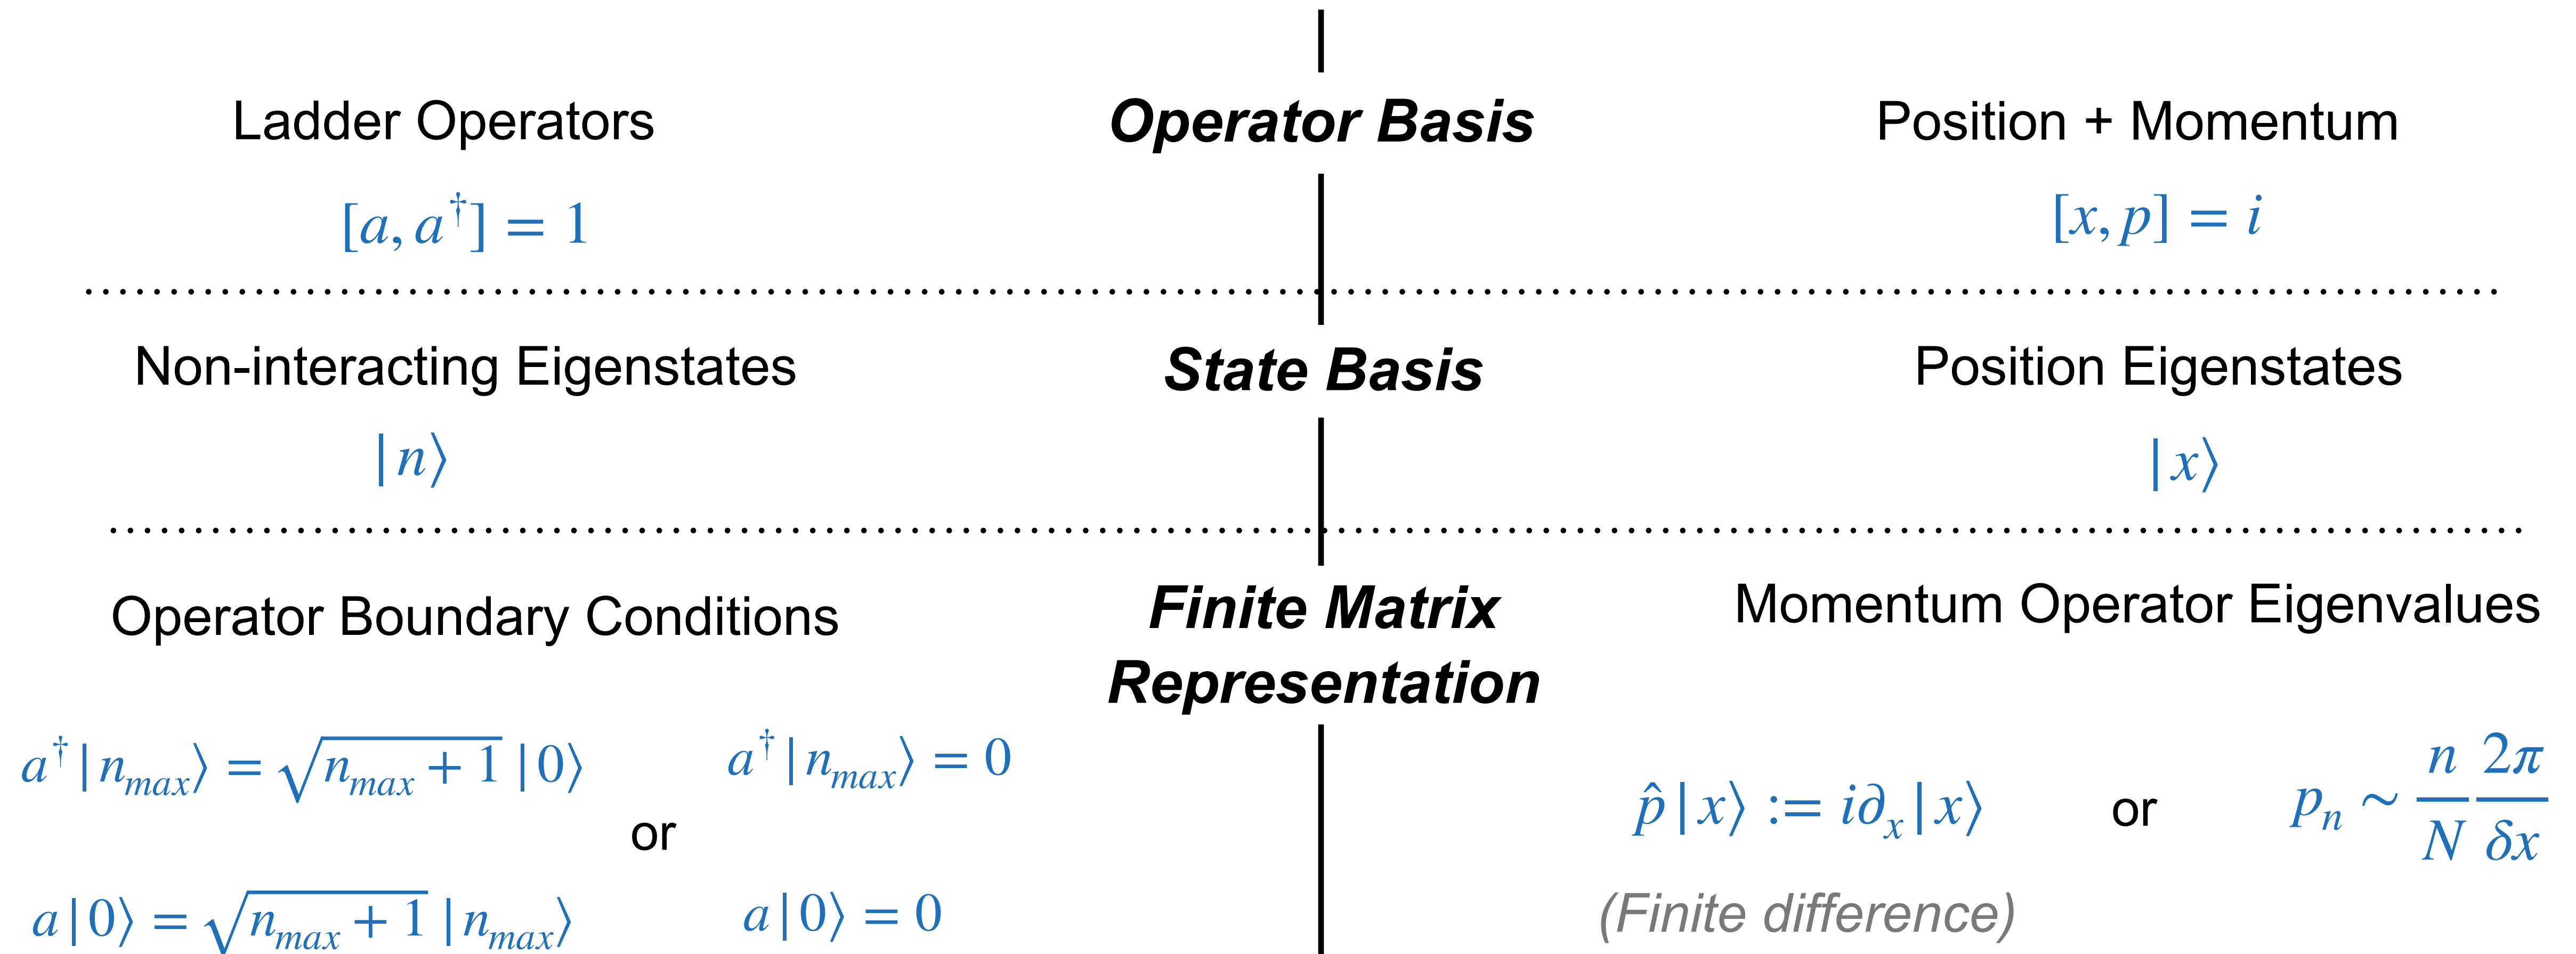 Ladder Operators
Operator Basis
Position + Momentum
[a, a†] = 1
[x, p] = i
Non-interacting Eigenstates
State Basis
Position Eigenstates
|n⟩
|x⟩
Operator Boundary Conditions
Finite Matrix
Representation
Momentum Operator Eigenvalues
a†|n_max⟩ = √(n_max + 1) |0⟩
or
a†|n_max⟩ = 0
a|0⟩ = √(n_max + 1) |n_max⟩
a|0⟩ = 0
p̂|x⟩ := i∂_x|x⟩
or
p_n ∼ n/N 2π/δx
(Finite difference)